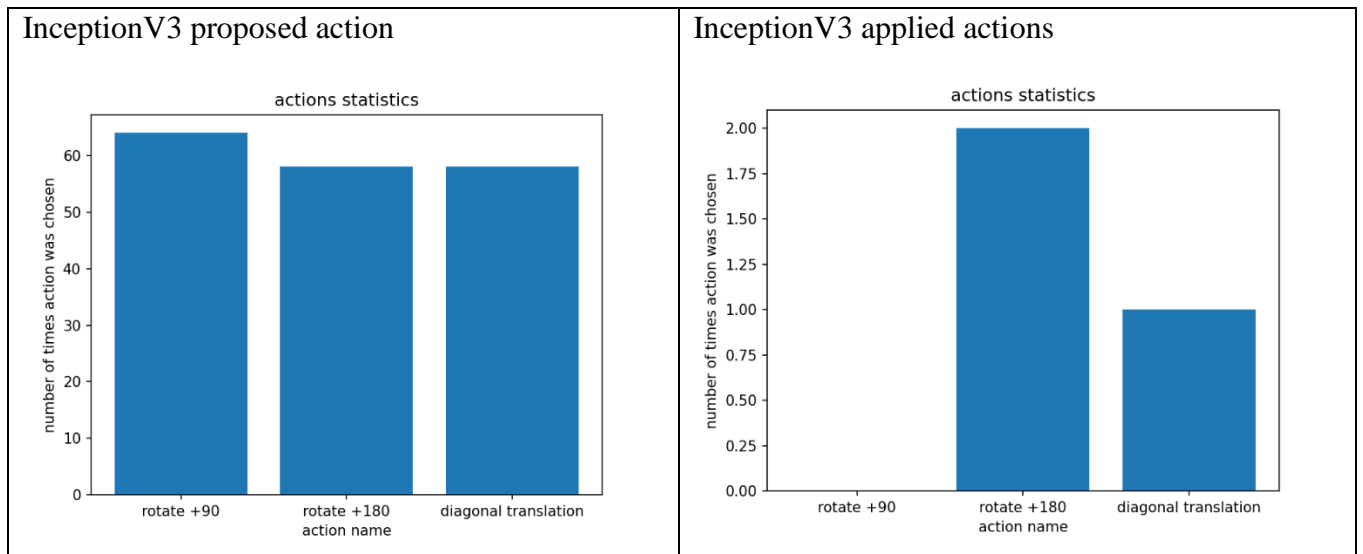 InceptionV3 proposed action
actions statistics
number of times action was chosen
60
50
40
30
20
10
0
rotate +90
rotate +180
diagonal translation
action name
InceptionV3 applied actions
actions statistics
number of times action was chosen
2.00
1.75
1.50
1.25
1.00
0.75
0.50
0.25
0.00
rotate +90
rotate +180
diagonal translation
action name